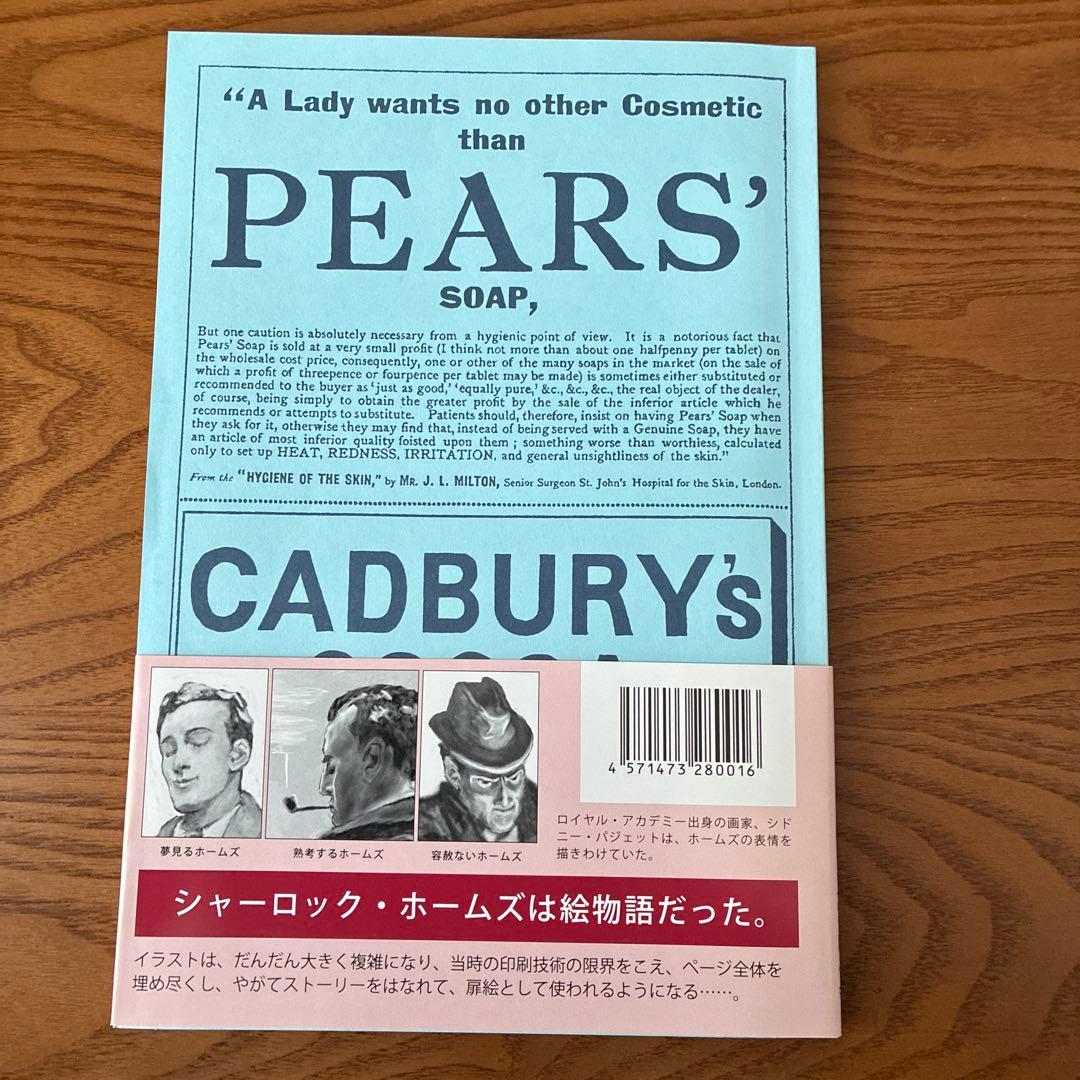 “A Lady wants no other Cosmetic
than
PEARS’
SOAP,
But one caution is absolutely necessary from a hygienic point of view. It is a notorious fact that
Pears' Soap is sold at a very small profit (I think not more than about one halfpenny per tablet) on
the wholesale cost price, consequently, one or other of the many soaps in the market (on the sale of
which a profit of threepence or fourpence per tablet may be made) is sometimes either substituted or
recommended to the buyer as ‘just as good,’ ‘equally pure,’ &c., &c., &c., the real object of the dealer,
of course, being simply to obtain the greater profit by the sale of the inferior article which he
recommends or attempts to substitute. Patients should, therefore, insist on having Pears' Soap when
they ask for it, otherwise they may find that, instead of being served with a Genuine Soap, they have
an article of most inferior quality foisted upon them ; something worse than worthless, calculated
only to set up HEAT, REDNESS, IRRITATION, and general unsightliness of the skin.”
From the “HYGIENE OF THE SKIN,” by MR. J. L. MILTON, Senior Surgeon St. John's Hospital for the Skin, London.
CADBURY's
4 571473 280016
夢見るホームズ
熟考するホームズ
容赦ないホームズ
ロイヤル・アカデミー出身の画家、シド
ニー・パジェットは、ホームズの表情を
描きわけていた。
シャーロック・ホームズは絵物語だった。
イラストは、だんだん大きく複雑になり、当時の印刷技術の限界をこえ、ページ全体を
埋め尽くし、やがてストーリーをはなれて、扉絵として使われるようになる……。